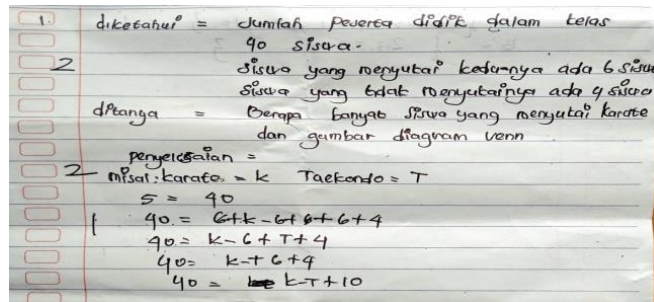 1. diketahui = Jumlah peserta didik dalam kelas
40 siswa.
2 siswa yang menyukai keduanya ada 6 siswa
siswa yang tidak menyukainya ada 4 siswa
ditanya = Berapa banyak siswa yang menyukai karate
dan gambar diagram venn
penyelesaian =
2 misal: karate = k Taekondo = T
S = 40
1 40 = 6+k-6+6+6+4
40 = k-6+T+4
40 = k-T6+4
40 = k-T+10